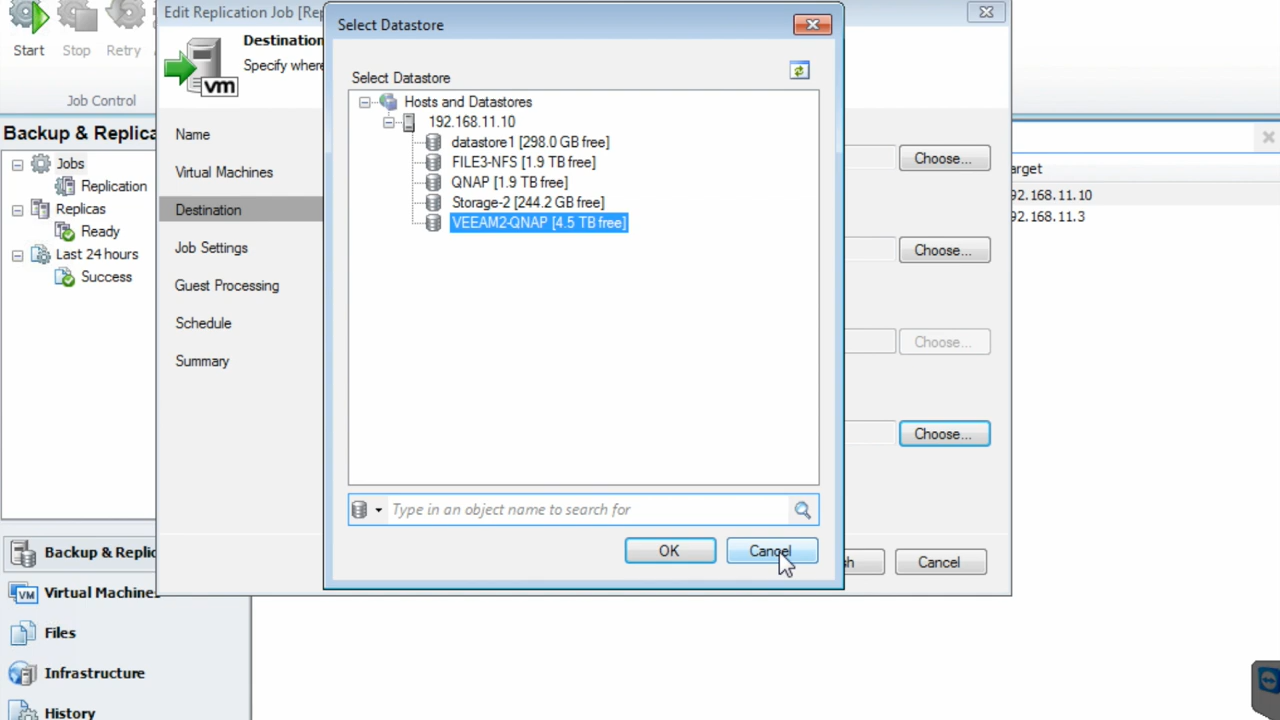 Edit Replication Job [Rep
Select Datastore
Start
Stop
Retry
Job Control
Destination
Specify where
vm
Backup & Replica
Jobs
Replication
Replicas
Ready
Last 24 hours
Success
Name
Virtual Machines
Destination
Job Settings
Guest Processing
Schedule
Summary
Select Datastore
Hosts and Datastores
192.168.11.10
datastore1 [298.0 GB free]
FILE3-NFS [1.9 TB free]
QNAP [1.9 TB free]
Storage-2 [244.2 GB free]
VEEAM2-QNAP [4.5 TB free]
Type in an object name to search for
OK
Cancel
Choose...
Choose...
Choose...
Choose...
sh
Cancel
arget
92.168.11.10
92.168.11.3
Backup & Replic
VM
Virtual Machines
Files
Infrastructure
History